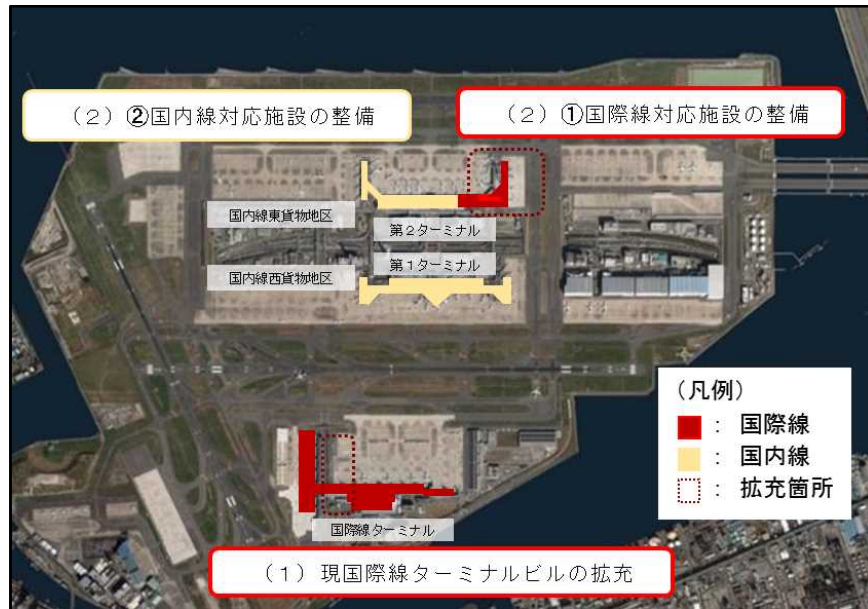 (2)②国内線対応施設の整備
(2)①国際線対応施設の整備
国内線東貨物地区
第2ターミナル
国内線西貨物地区
第1ターミナル
(凡例)
: 国際線
: 国内線
: 拡充箇所
国際線ターミナル
(1)現国際線ターミナルビルの拡充